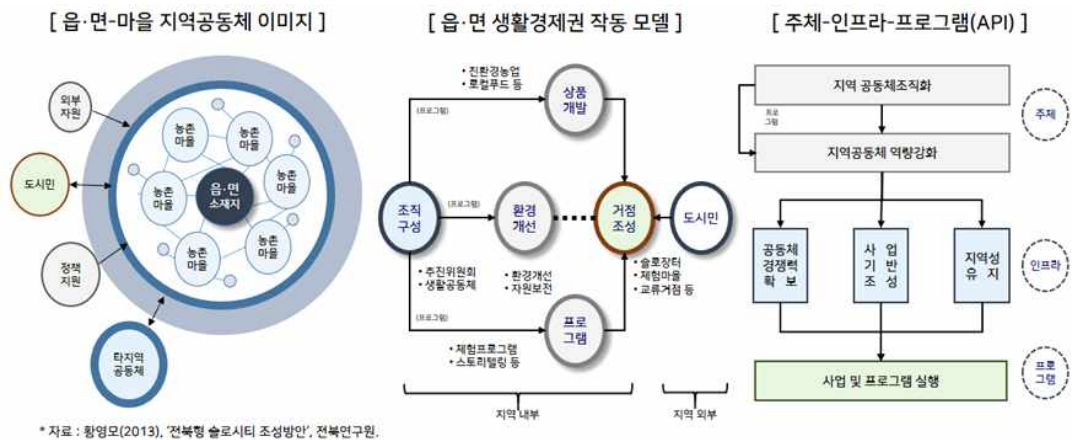 [ 읍·면-마을 지역공동체 이미지 ]
외부
자원
도시민
정책
지원
타지역
공동체
농촌
마을
농촌
마을
농촌
마을
농촌
마을
농촌
마을
농촌
마을
읍·면
소재지
[ 읍·면 생활경제권 작동 모델 ]
• 친환경농업
• 로컬푸드 등
(프로그램)
상품
개발
조직
구성
(프로그램)
환경
개선
거점
조성
도시민
• 추진위원회
• 생활공동체
• 환경개선
• 자원보전
• 슬로장터
• 체험마을
• 교류거점 등
(프로그램)
프로
그램
• 체험프로그램
• 스토리텔링 등
지역 내부
지역 외부
[ 주체-인프라-프로그램(API) ]
지역 공동체조직화
프로
그램
주체
지역공동체 역량강화
공동체
경쟁력
확 보
사 업
기 반
조 성
지역성
유 지
인프라
사업 및 프로그램 실행
프로
그램
* 자료 : 황영모(2013), '전북형 슬로시티 조성방안', 전북연구원.